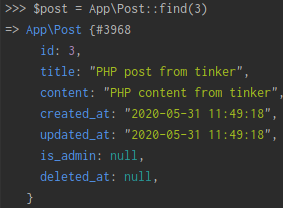 >>> $post = App\Post::find(3)
=> App\Post {#3968
id: 3,
title: "PHP post from tinker",
content: "PHP content from tinker",
created_at: "2020-05-31 11:49:18",
updated_at: "2020-05-31 11:49:18",
is_admin: null,
deleted_at: null,
}